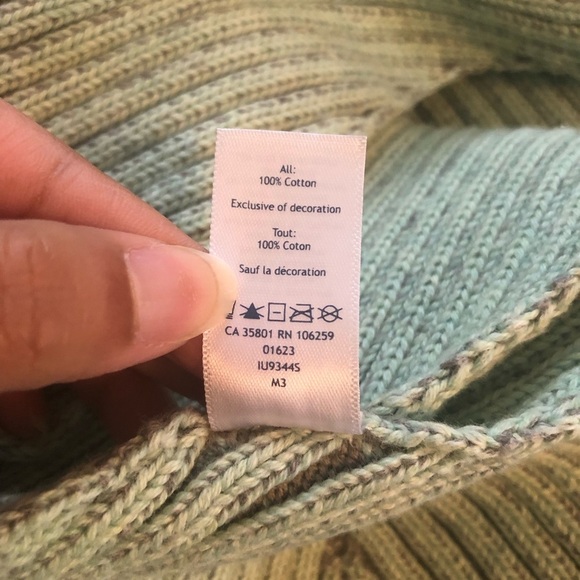 All:
100% Cotton
Exclusive of decoration
Tout:
100% Coton
Sauf la décoration
CA 35801 RN 106259
01623
IU9344S
M3